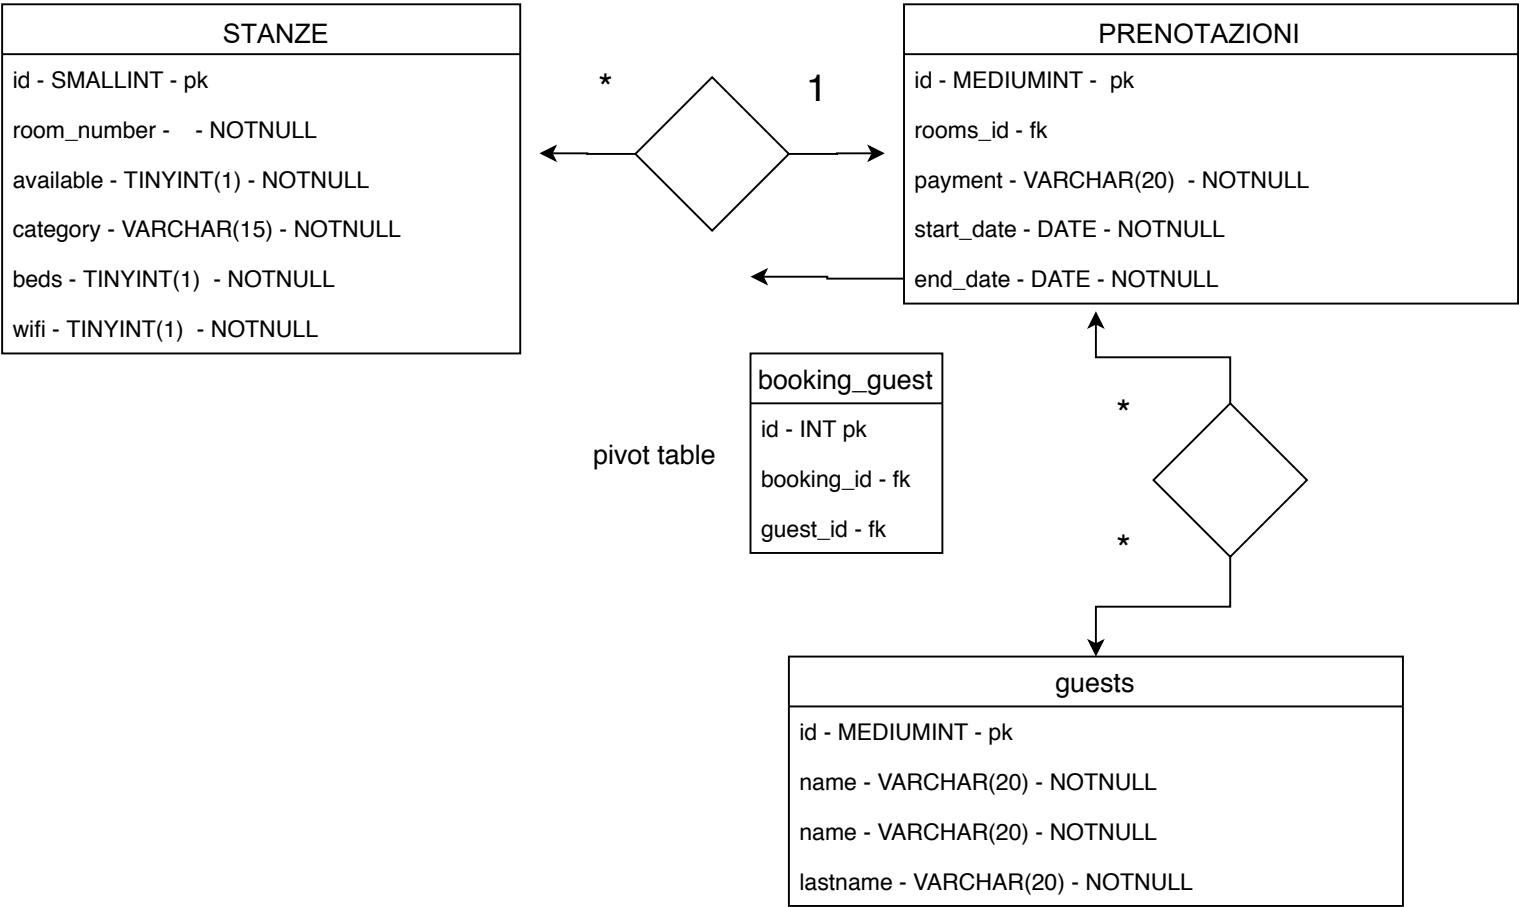 STANZE
id - SMALLINT - pk
room_number -    - NOTNULL
available - TINYINT(1) - NOTNULL
category - VARCHAR(15) - NOTNULL
beds - TINYINT(1)  - NOTNULL
wifi - TINYINT(1)  - NOTNULL
*
1
PRENOTAZIONI
id - MEDIUMINT -  pk
rooms_id - fk
payment - VARCHAR(20)  - NOTNULL
start_date - DATE - NOTNULL
end_date - DATE - NOTNULL
pivot table
booking_guest
id - INT pk
booking_id - fk
guest_id - fk
*
*
guests
id - MEDIUMINT - pk
name - VARCHAR(20) - NOTNULL
name - VARCHAR(20) - NOTNULL
lastname - VARCHAR(20) - NOTNULL